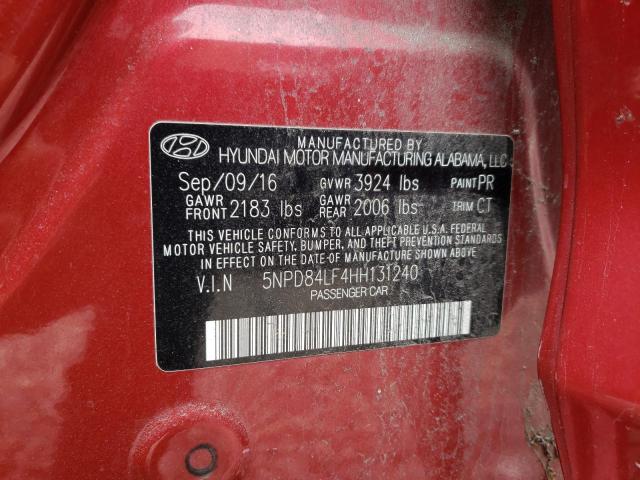 MANUFACTURED BY
HYUNDAI MOTOR MANUFACTURING ALABAMA, LLC
Sep/09/16 GVWR 3924 lbs PAINT PR
GAWR FRONT 2183 lbs GAWR REAR 2006 lbs TRIM CT
THIS VEHICLE CONFORMS TO ALL APPLICABLE U.S.A. FEDERAL
MOTOR VEHICLE SAFETY, BUMPER, AND THEFT PREVENTION STANDARDS
IN EFFECT ON THE DATE OF MANUFACTURE SHOWN ABOVE
V.I.N 5NPD84LF4HH131240
PASSENGER CAR